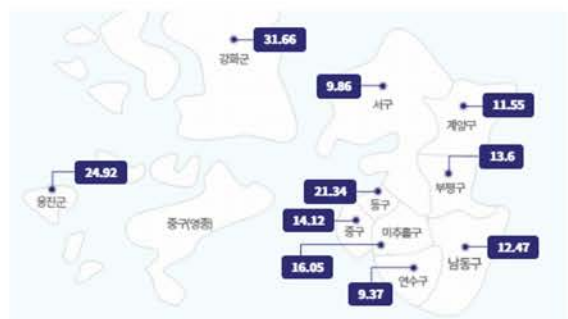 31.66
강화군
9.86
서구
11.55
계양구
13.6
부평구
24.92
옹진군
21.34
동구
중구(영종)
14.12
중구
미추홀구
16.05
12.47
남동구
9.37
연수구